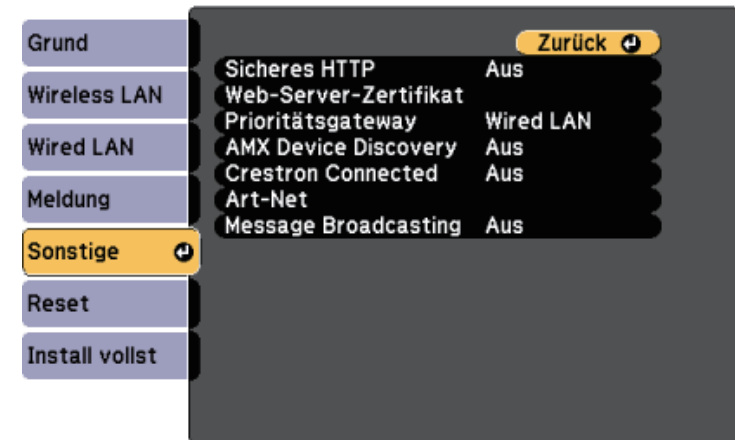 Grund
Wireless LAN
Wired LAN
Meldung
Sonstige
Reset
Install vollst
Zurück
Sicheres HTTP Aus
Web-Server-Zertifikat
Prioritätsgateway Wired LAN
AMX Device Discovery Aus
Crestron Connected Aus
Art-Net
Message Broadcasting Aus